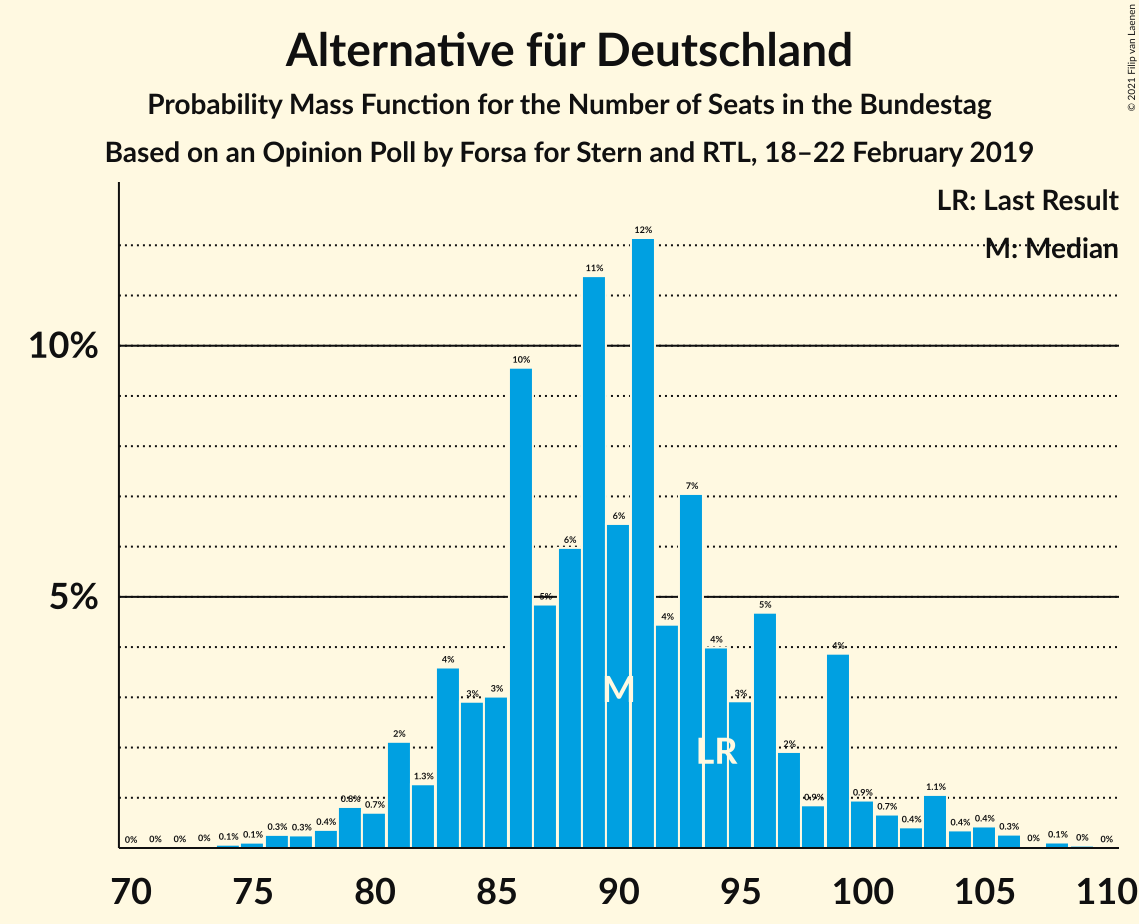 Alternative für Deutschland
Probability Mass Function for the Number of Seats in the Bundestag
Based on an Opinion Poll by Forsa for Stern and RTL, 18–22 February 2019
© 2021 Filip van Laenen
LR: Last Result
M: Median
10%
5%
0% 0% 0% 0% 0.1% 0.1% 0.3% 0.3% 0.4% 0.8% 0.7% 2% 1.3% 4% 3% 3% 10% 5% 6% 11% 6% 12% 4% 7% 4% 3% 5% 2% 0.9% 4% 0.9% 0.7% 0.4% 1.1% 0.4% 0.4% 0.3% 0% 0.1% 0% 0%
M
LR
70 75 80 85 90 95 100 105 110